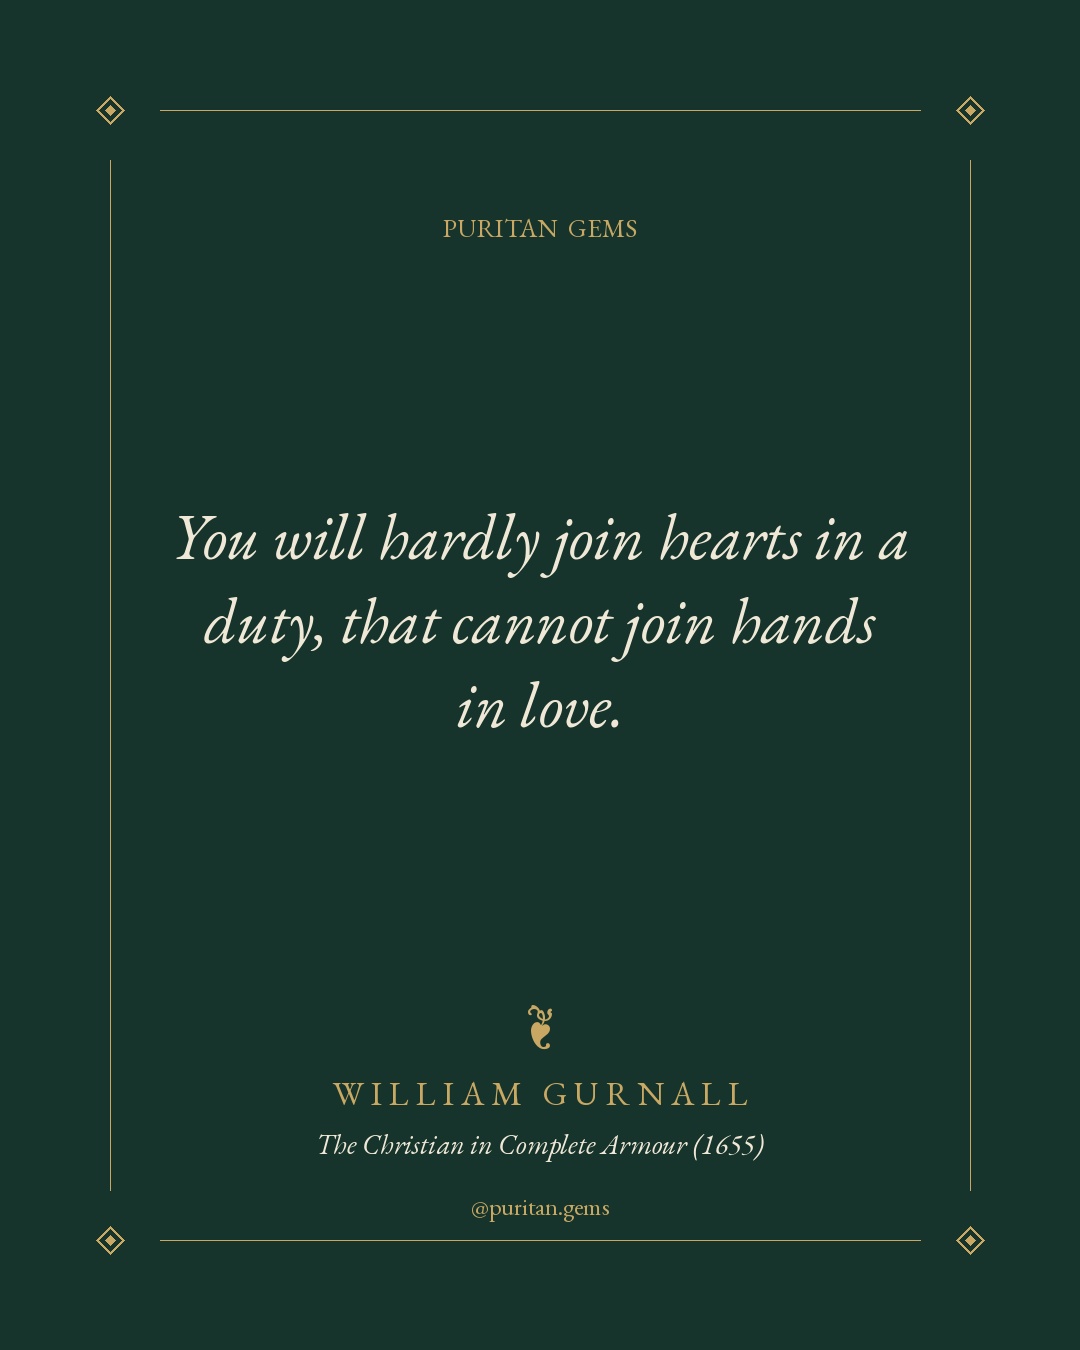 PURITAN GEMS
You will hardly join hearts in a
duty, that cannot join hands
in love.
WILLIAM GURNALL
The Christian in Complete Armour (1655)
@puritan.gems